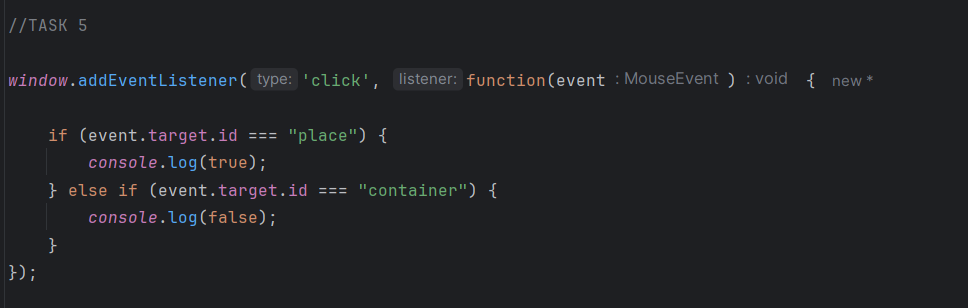 //TASK 5
window.addEventListener( type: 'click', listener: function(event : MouseEvent ) : void { new *
if (event.target.id === "place") {
console.log(true);
} else if (event.target.id === "container") {
console.log(false);
}
});